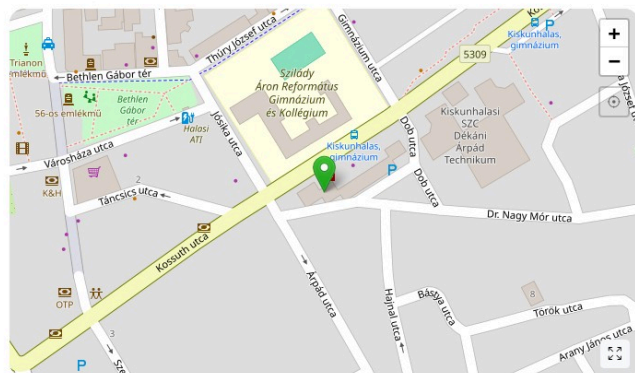 Trianon
emlékmű
Bethlen Gábor tér
56-os emlékmű
Bethlen
Gábor
tér
Halasi
ATI
Városháza utca
K&H
2
Táncsics utca
OTP
3
Kossuth utca
Thúry József utca
Jósika utca
Gimnázium utca
Szilády
Áron Református
Gimnázium
és Kollégium
Kiskunhalas,
gimnázium
Kiskunhalas,
gimnázium
5309
Dob utca
Dob utca
Kiskunhalasi
SZC
Dékáni
Árpád
Technikum
P
Dr. Nagy Mór utca
Árpád utca
Hajnal utca
Bástya utca
8
Török utca
Arany János utca
P
+
−